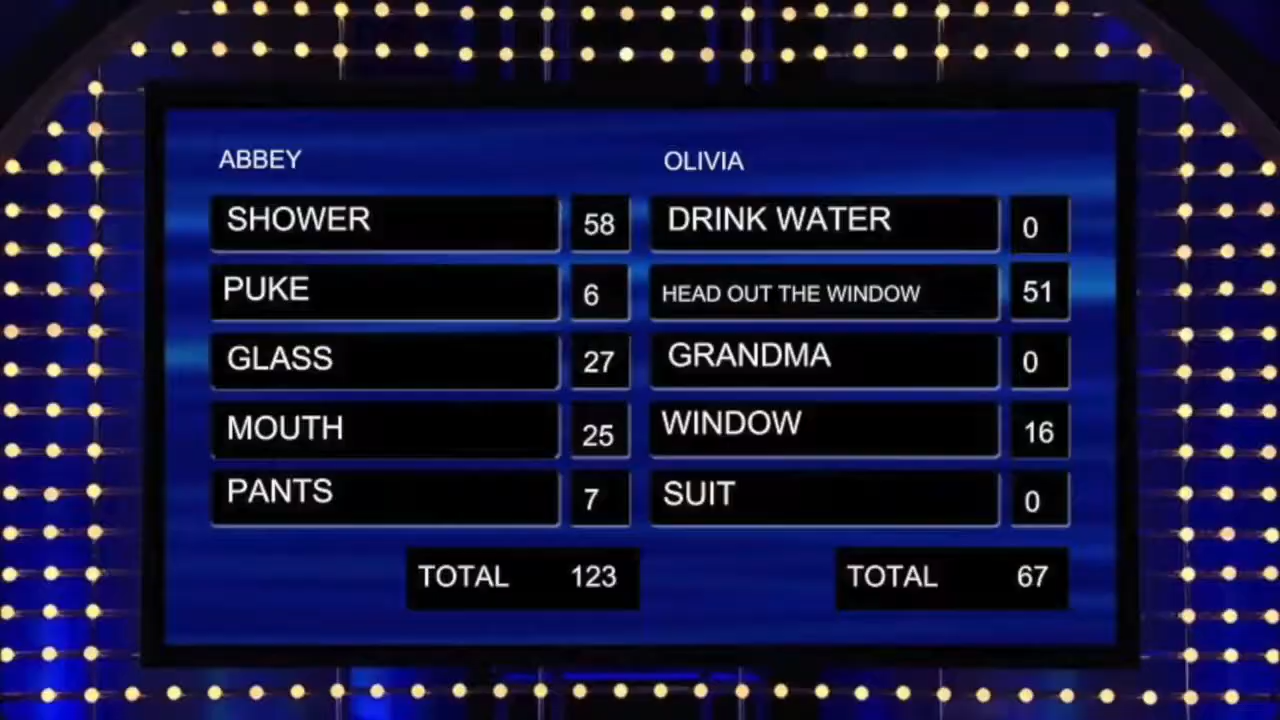 ABBEY
SHOWER 58
PUKE 6
GLASS 27
MOUTH 25
PANTS 7
TOTAL 123
OLIVIA
DRINK WATER 0
HEAD OUT THE WINDOW 51
GRANDMA 0
WINDOW 16
SUIT 0
TOTAL 67